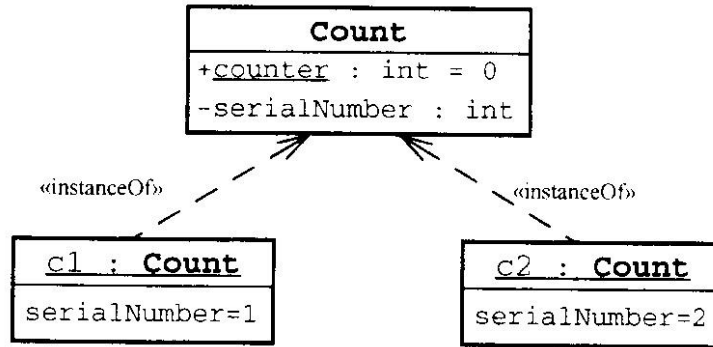 Count
+counter : int = 0
-serialNumber : int
«instanceOf»
«instanceOf»
c1 : Count
serialNumber=1
c2 : Count
serialNumber=2